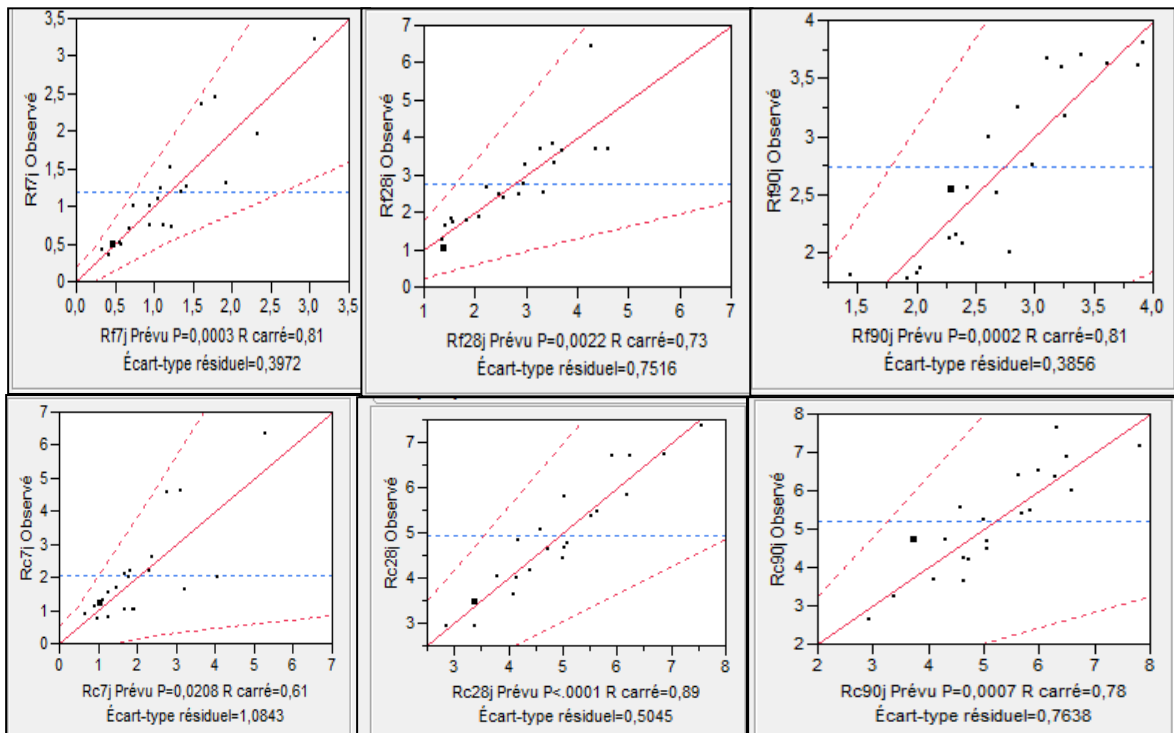 3,5
3
2,5
2
1,5
1
0,5
0
Rf7j Observé
0,0 0,5 1,0 1,5 2,0 2,5 3,0 3,5
Rf7j Prévu P=0,0003 R carré=0,81
Écart-type résiduel=0,3972
7
6
5
4
3
2
1
0
Rf28j Observé
1 2 3 4 5 6 7
Rf28j Prévu P=0,0022 R carré=0,73
Écart-type résiduel=0,7516
4
3,5
3
2,5
2
Rf90j Observé
1,5 2,0 2,5 3,0 3,5 4,0
Rf90j Prévu P=0,0002 R carré=0,81
Écart-type résiduel=0,3856
7
6
5
4
3
2
1
0
Rc7j Observé
0 1 2 3 4 5 6 7
Rc7j Prévu P=0,0208 R carré=0,61
Écart-type résiduel=1,0843
7
6
5
4
3
Rc28j Observé
3 4 5 6 7 8
Rc28j Prévu P<.0001 R carré=0,89
Écart-type résiduel=0,5045
8
7
6
5
4
3
2
Rc90j Observé
2 3 4 5 6 7 8
Rc90j Prévu P=0,0007 R carré=0,78
Écart-type résiduel=0,7638